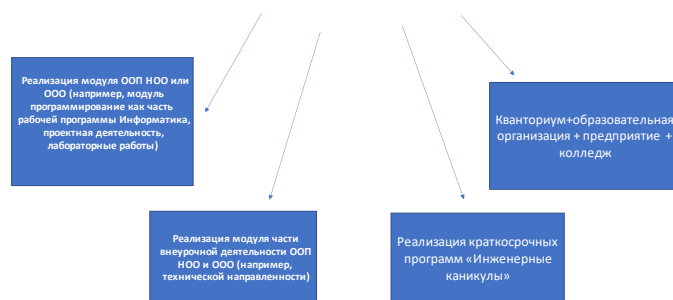 Реализация модуля ООП НОО или
ООО (например, модуль
программирование как часть
рабочей программы Информатика,
проектная деятельность,
лабораторные работы)
Кванториум+образовательная
организация + предприятие +
колледж
Реализация модуля части
внеурочной деятельности ООП
НОО и ООО (например,
технической направленности)
Реализация краткосрочных
программ «Инженерные
каникулы»